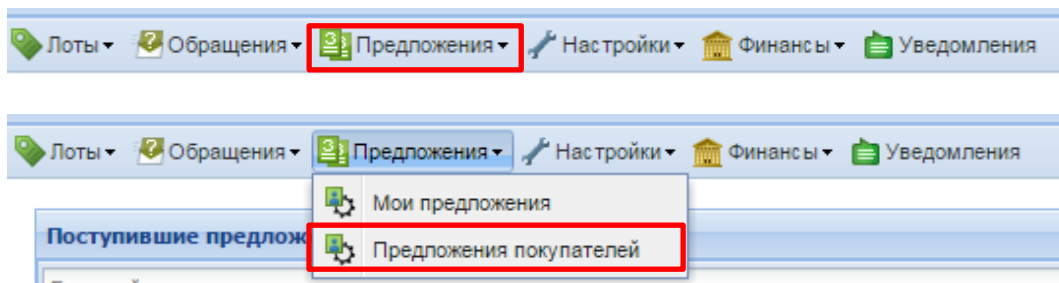 Лоты Обращения Предложения Настройки Финансы Уведомления
Лоты Обращения Предложения Настройки Финансы Уведомления
Мои предложения
Поступившие предлож
Предложения покупателей